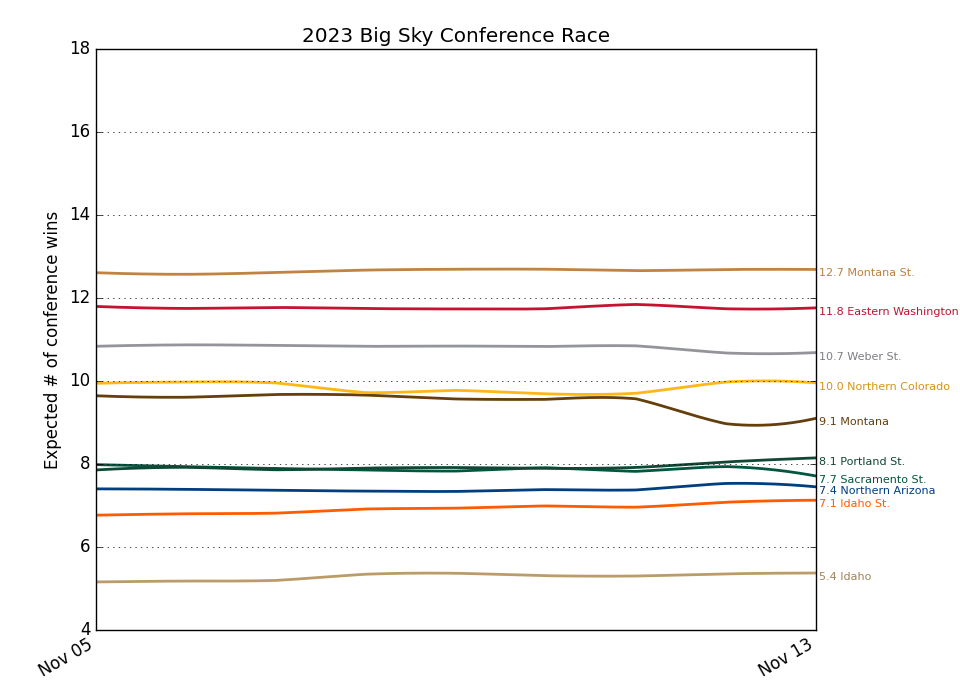 2023 Big Sky Conference Race
Expected # of conference wins
18
16
14
12
10
8
6
4
12.7 Montana St.
11.8 Eastern Washington
10.7 Weber St.
10.0 Northern Colorado
9.1 Montana
8.1 Portland St.
7.7 Sacramento St.
7.4 Northern Arizona
7.1 Idaho St.
5.4 Idaho
Nov 05
Nov 13